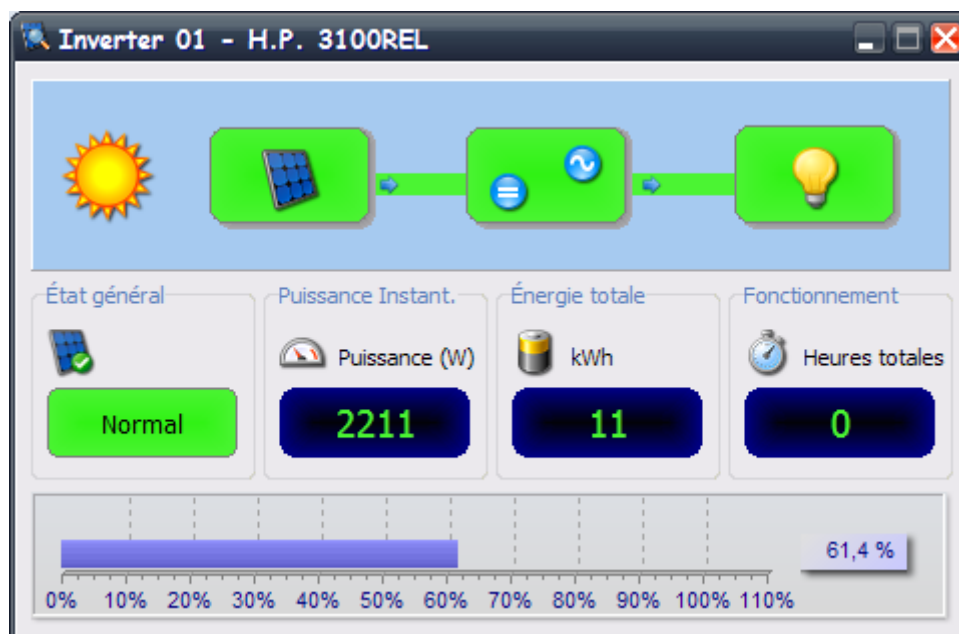 Inverter 01 - H.P. 3100REL
État général
Puissance Instant.
Énergie totale
Fonctionnement
Puissance (W)
kWh
Heures totales
Normal
2211
11
0
61,4 %
0% 10% 20% 30% 40% 50% 60% 70% 80% 90% 100% 110%